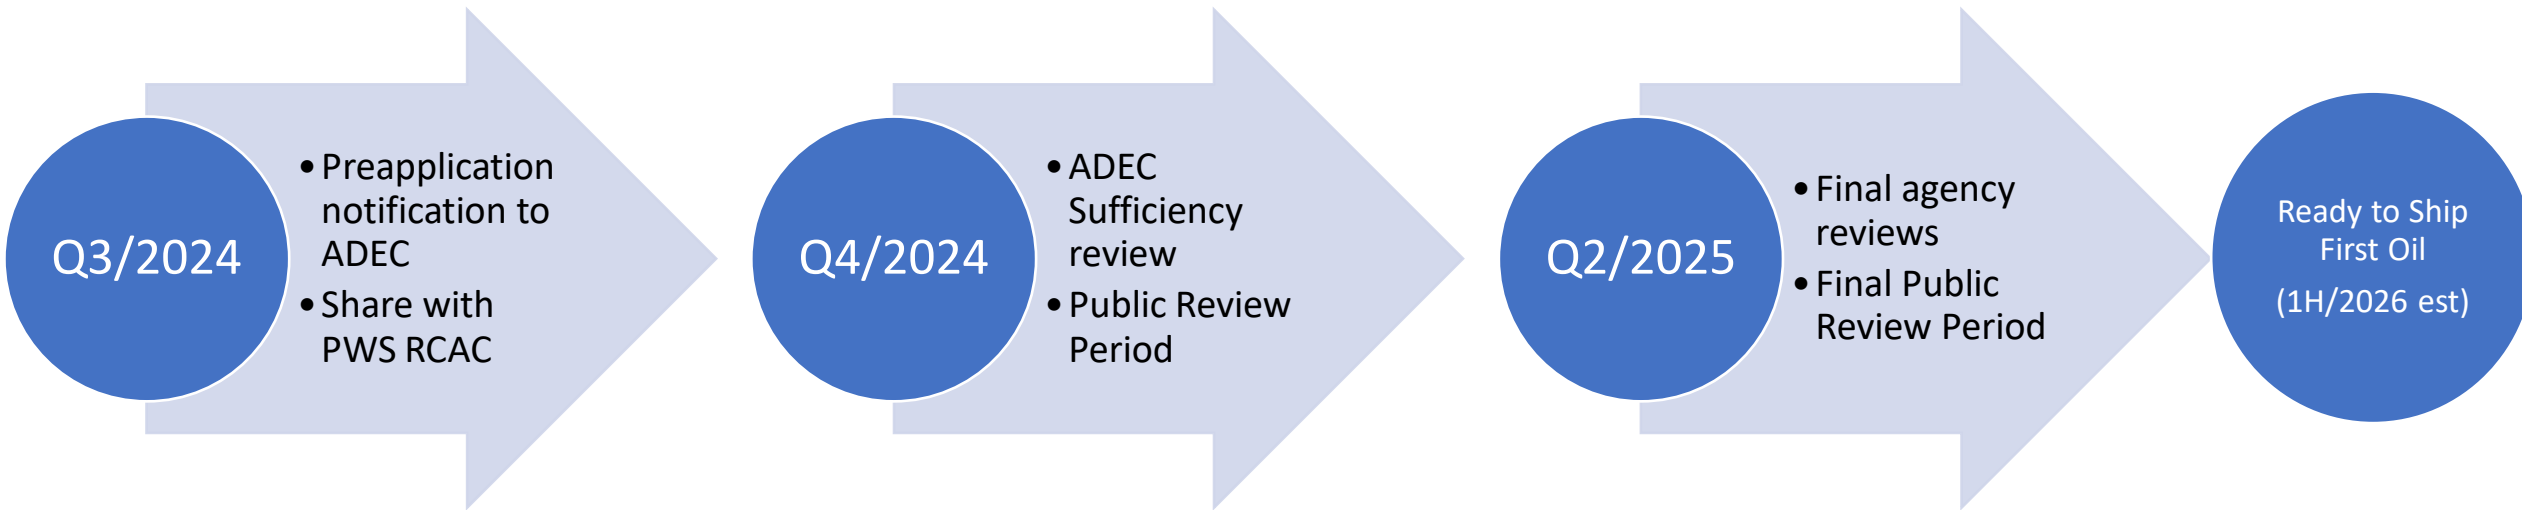 Q3/2024
• Preapplication
notification to
ADEC
• Share with
PWS RCAC
Q4/2024
• ADEC
Sufficiency
review
• Public Review
Period
Q2/2025
• Final agency
reviews
• Final Public
Review Period
Ready to Ship
First Oil
(1H/2026 est)